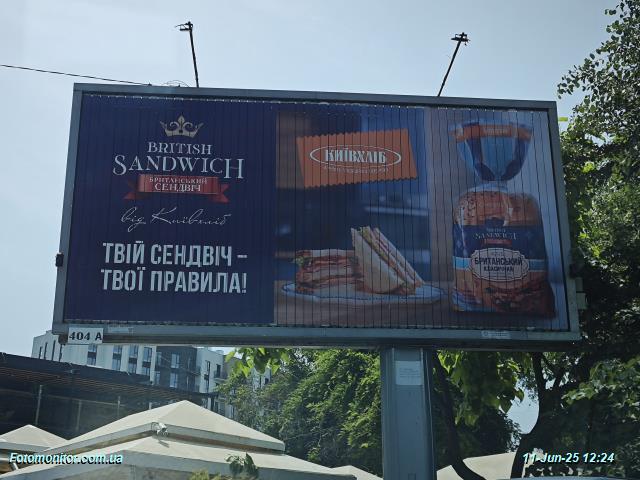 BRITISH
SANDWICH
БРИТАНСЬКИЙ
СЕНДВІЧ
від Київхліб
ТВІЙ СЕНДВІЧ –
ТВОЇ ПРАВИЛА!
КИЇВХЛІБ
BRITISH
SANDWICH
БРИТАНСЬКИЙ
КЛАСИЧНИЙ
404 A
Fotomonitor.com.ua
11-Jun-25 12:24